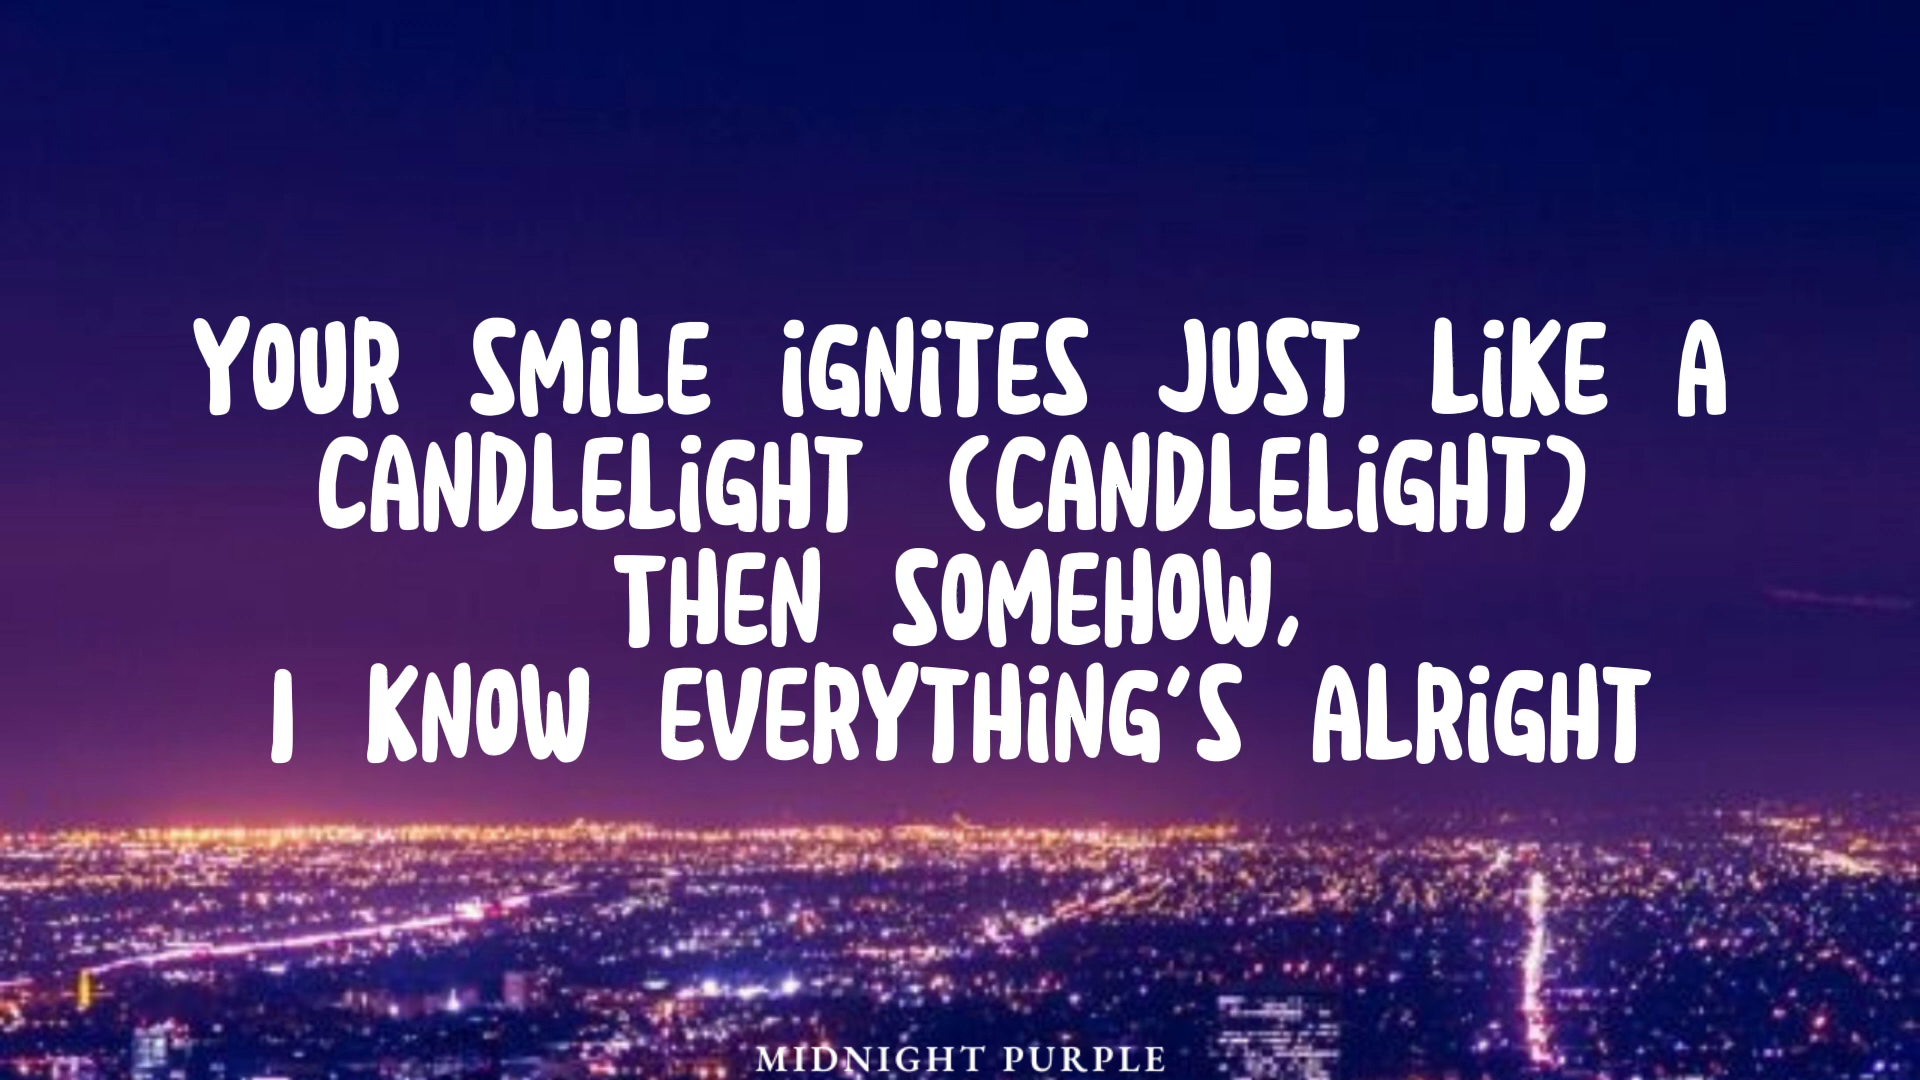 YOUR SMiLE iGNiTES JUST LiKE A
CANDLELiGHT (CANDLELiGHT)
THEN SOMEHOW,
I KNOW EVERYTHiNG'S ALRiGHT
MIDNIGHT PURPLE